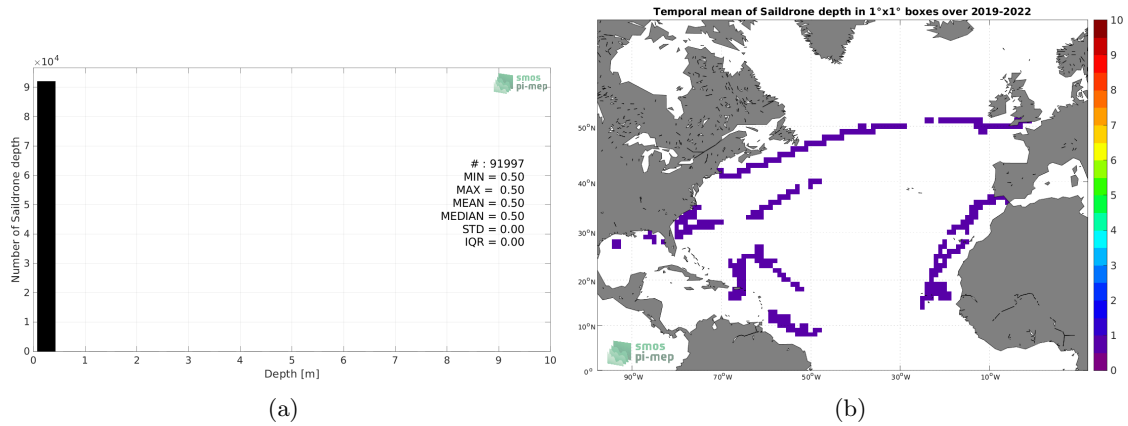 ×10⁴
9
8
7
6
5
4
3
2
1
0
Number of Saildrone depth
smos
pi-mep
# : 91997
MIN = 0.50
MAX = 0.50
MEAN = 0.50
MEDIAN = 0.50
STD = 0.00
IQR = 0.00
0 1 2 3 4 5 6 7 8 9 10
Depth [m]
(a)
Temporal mean of Saildrone depth in 1°x1° boxes over 2019-2022
50°N
40°N
30°N
20°N
10°N
0°
90°W 70°W 50°W 30°W 10°W
smos
pi-mep
10
9
8
7
6
5
4
3
2
1
0
(b)